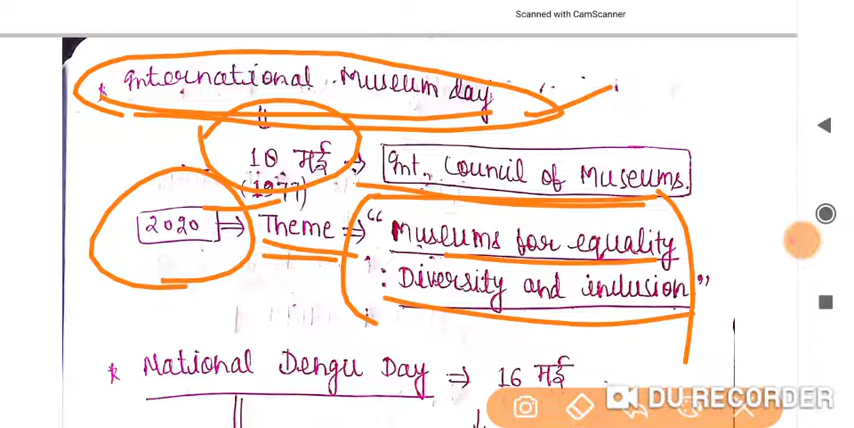 Scanned with CamScanner
* International Museum day
18 मई → Int. Council of Museums.
(1977)
2020 ⇒ Theme ⇒ "Museums for equality
: Diversity and inclusion"
* National Dengu Day ⇒ 16 मई
DU RECORDER